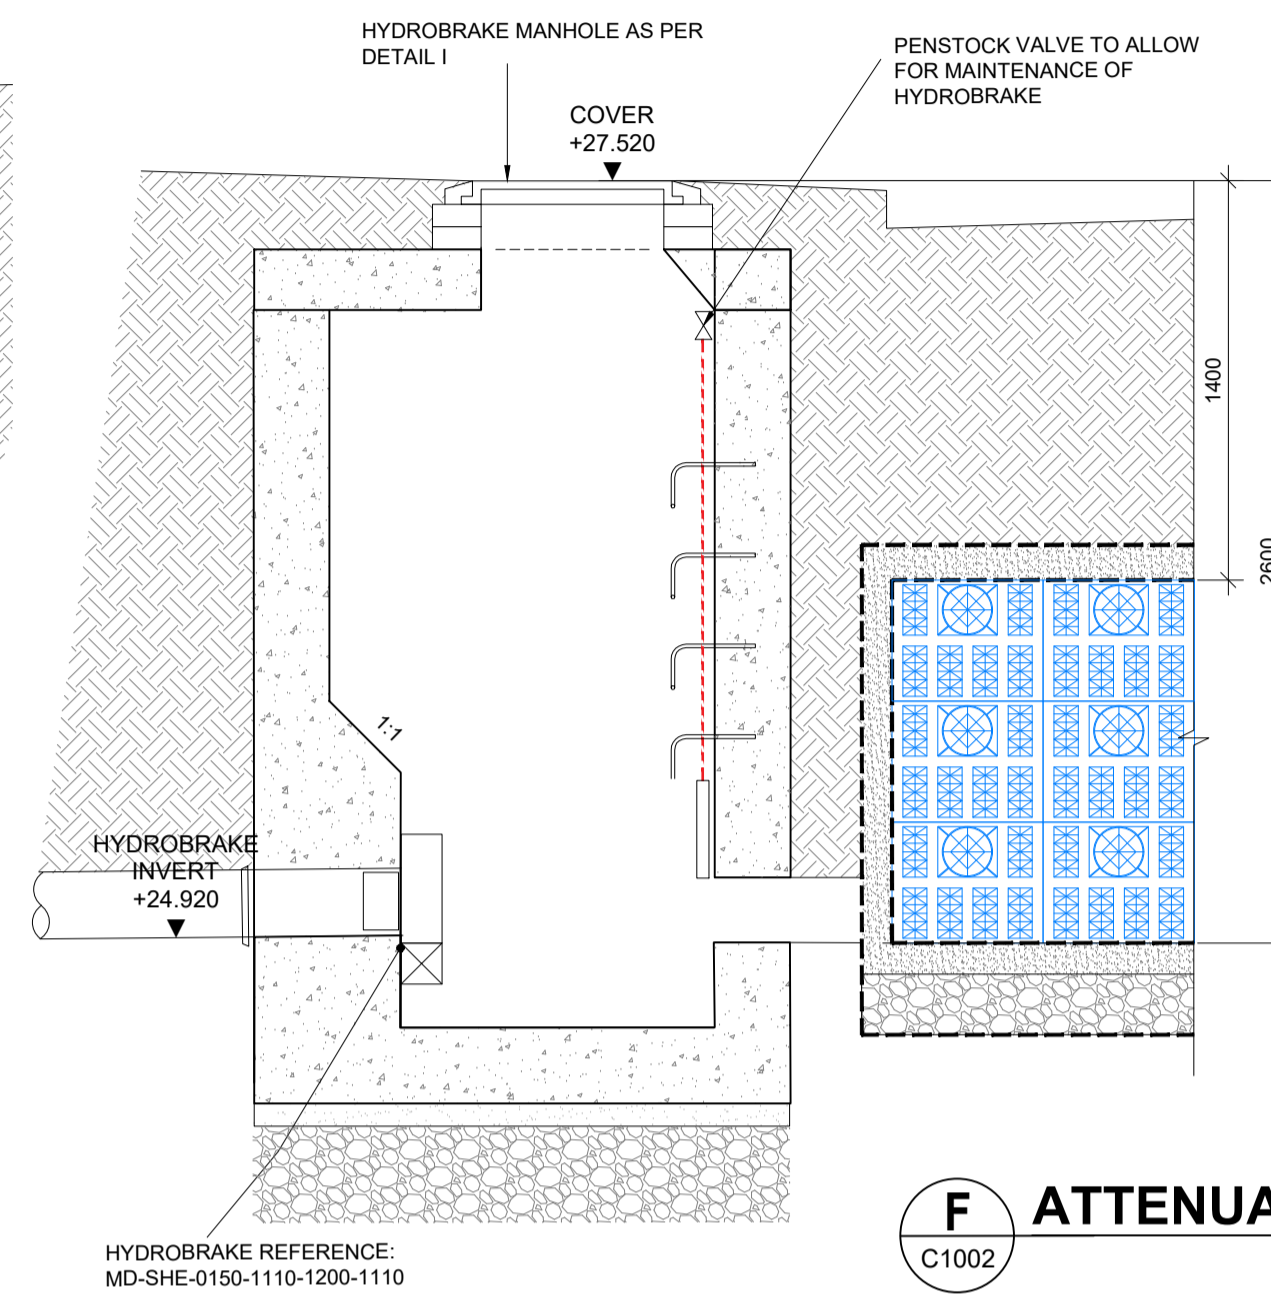 HYDROBRAKE MANHOLE AS PER
DETAIL I
PENSTOCK VALVE TO ALLOW
FOR MAINTENANCE OF
HYDROBRAKE
COVER
+27.520
1400
2600
1:1
HYDROBRAKE
INVERT
+24.920
HYDROBRAKE REFERENCE:
MD-SHE-0150-1110-1200-1110
F
C1002
ATTENUA